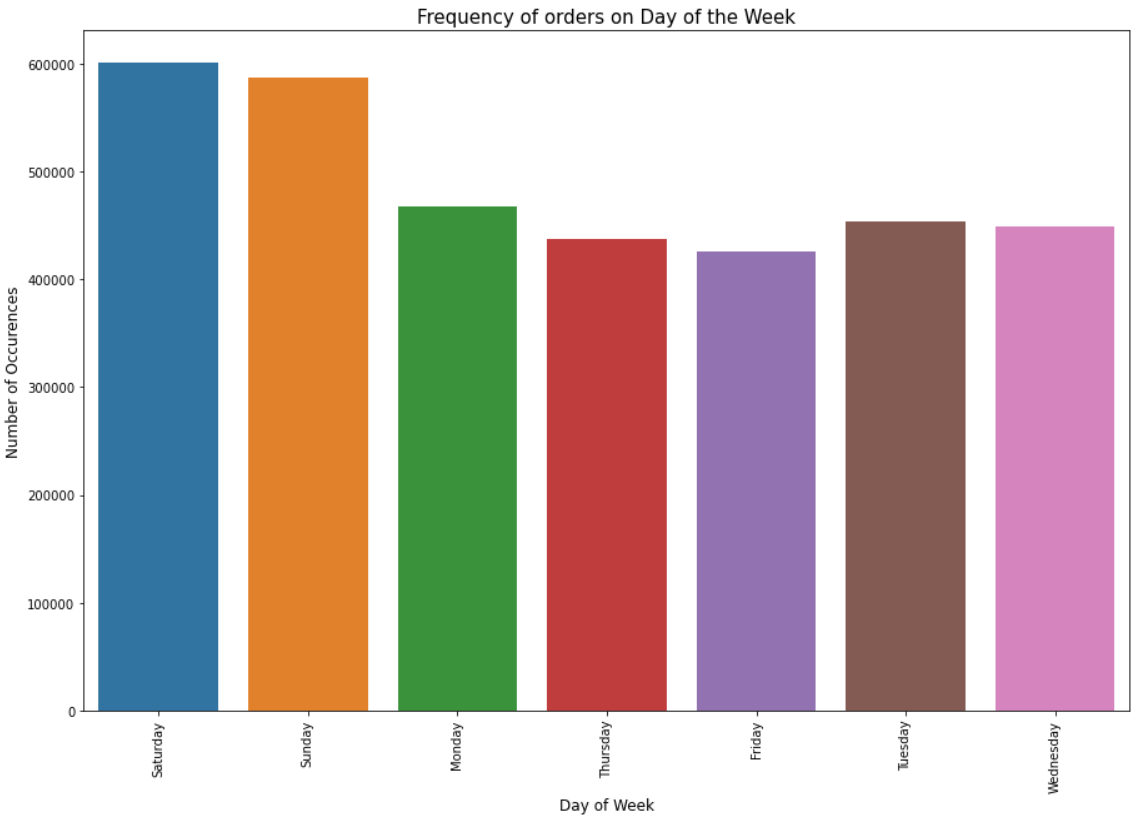 Frequency of orders on Day of the Week
600000
500000
400000
300000
200000
100000
0
Number of Occurences
Saturday
Sunday
Monday
Thursday
Friday
Tuesday
Wednesday
Day of Week